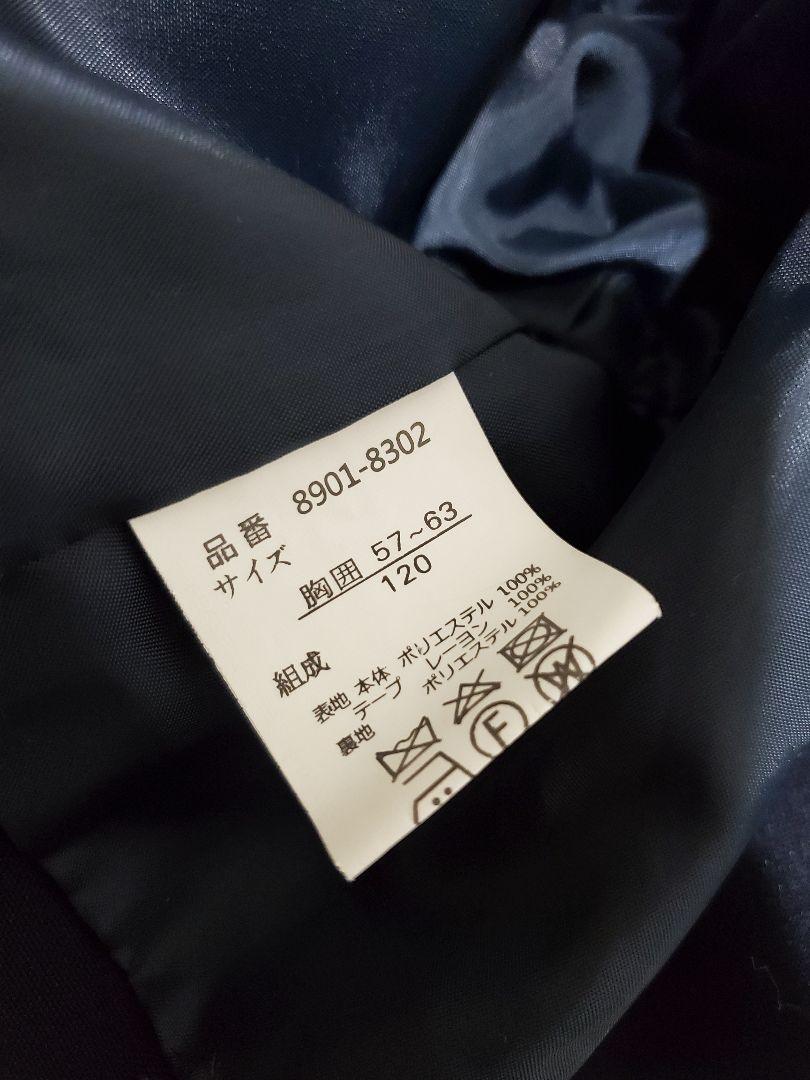 品番 8901-8302
サイズ
胸囲 57~63
120
組成
表地 本体 ポリエステル 100%
テープ レーヨン 100%
裏地 ポリエステル 100%
F
W